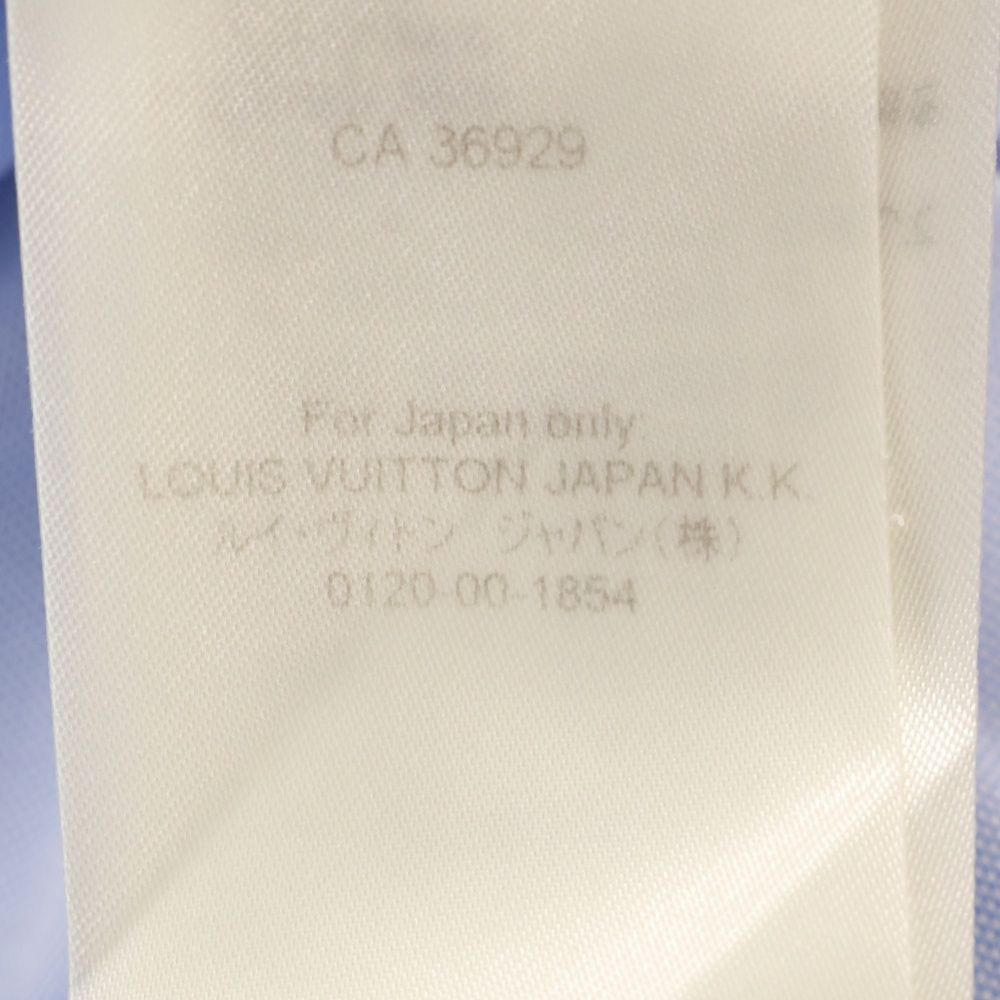 CA 36929
For Japan only:
LOUIS VUITTON JAPAN K.K.
ルイ・ヴィトン ジャパン(株)
0120-00-1854